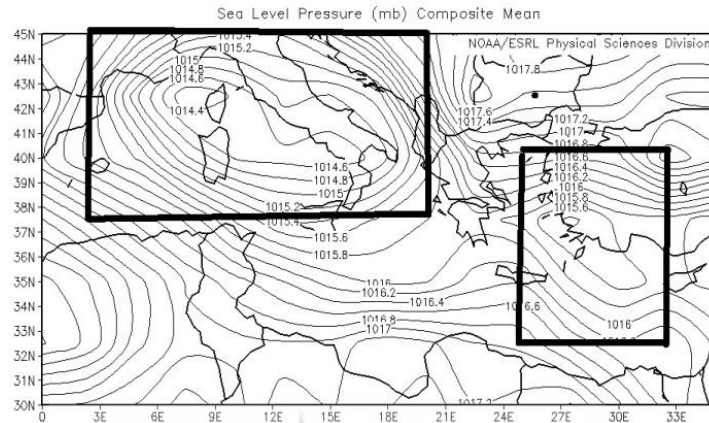 Sea Level Pressure (mb) Composite Mean
NOAA/ESRL Physical Sciences Division
45N
44N
43N
42N
41N
40N
39N
38N
37N
36N
35N
34N
33N
32N
31N
30N
1015.4
1015.2
1015
1014.8
1014.6
1014.4
1014.6
1014.8
1015
1015.2
1015.4
1015.6
1015.8
1016
1016.2
1016.4
1016.6
1016.8
1017
1017.2
1017.8
1017.6
1017.4
1017.2
1017
1016.8
1016.6
1016.4
1016.2
1016
1015.8
1015.6
1016
0 3E 6E 9E 12E 15E 18E 21E 24E 27E 30E 33E